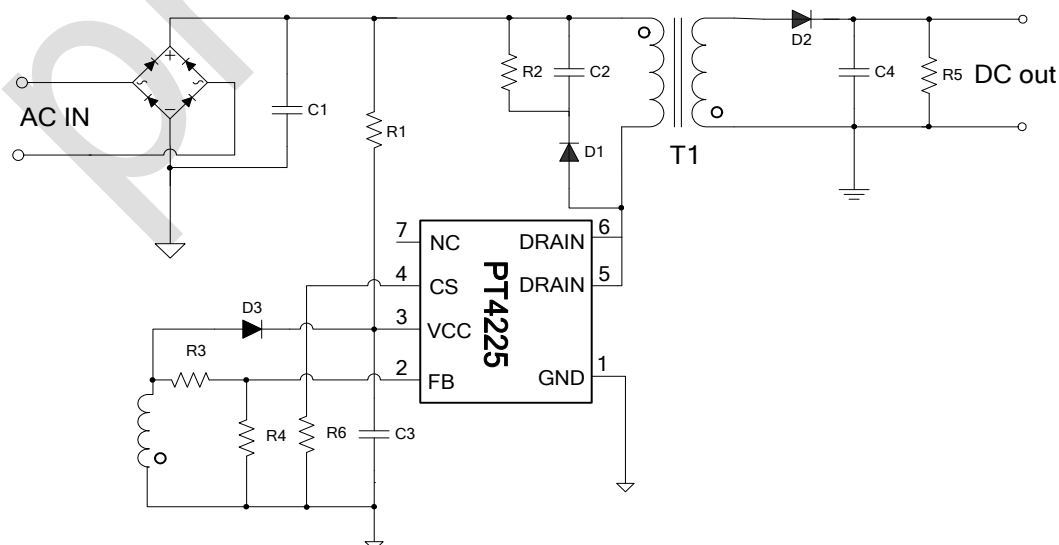 D2
R2
C2
C4
R5
DC out
AC IN
C1
R1
D1
T1
7
NC
DRAIN
6
4
CS
DRAIN
5
PT4225
D3
3
VCC
R3
2
FB
GND
1
R4
R6
C3